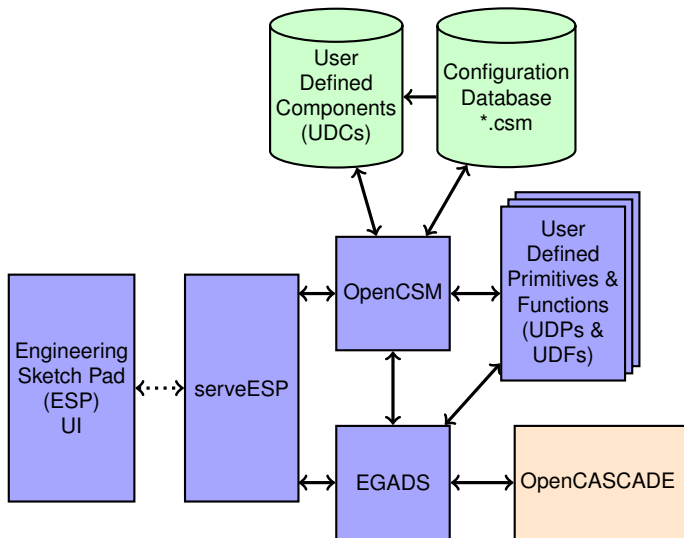 User
Defined
Components
(UDCs)
Configuration
Database
*.csm
OpenCSM
User
Defined
Primitives &
Functions
(UDPs &
UDFs)
Engineering
Sketch Pad
(ESP)
UI
serveESP
EGADS
OpenCASCADE